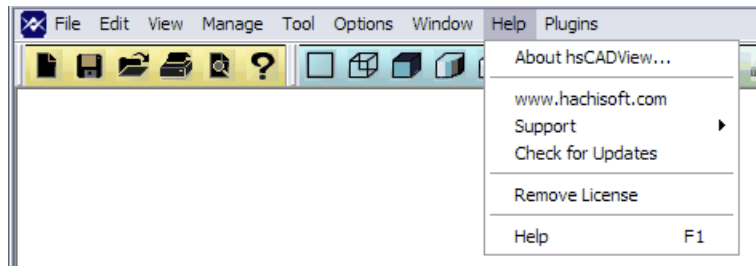 File Edit View Manage Tool Options Window Help Plugins
About hsCADView...
www.hachisoft.com
Support
Check for Updates
Remove License
Help F1